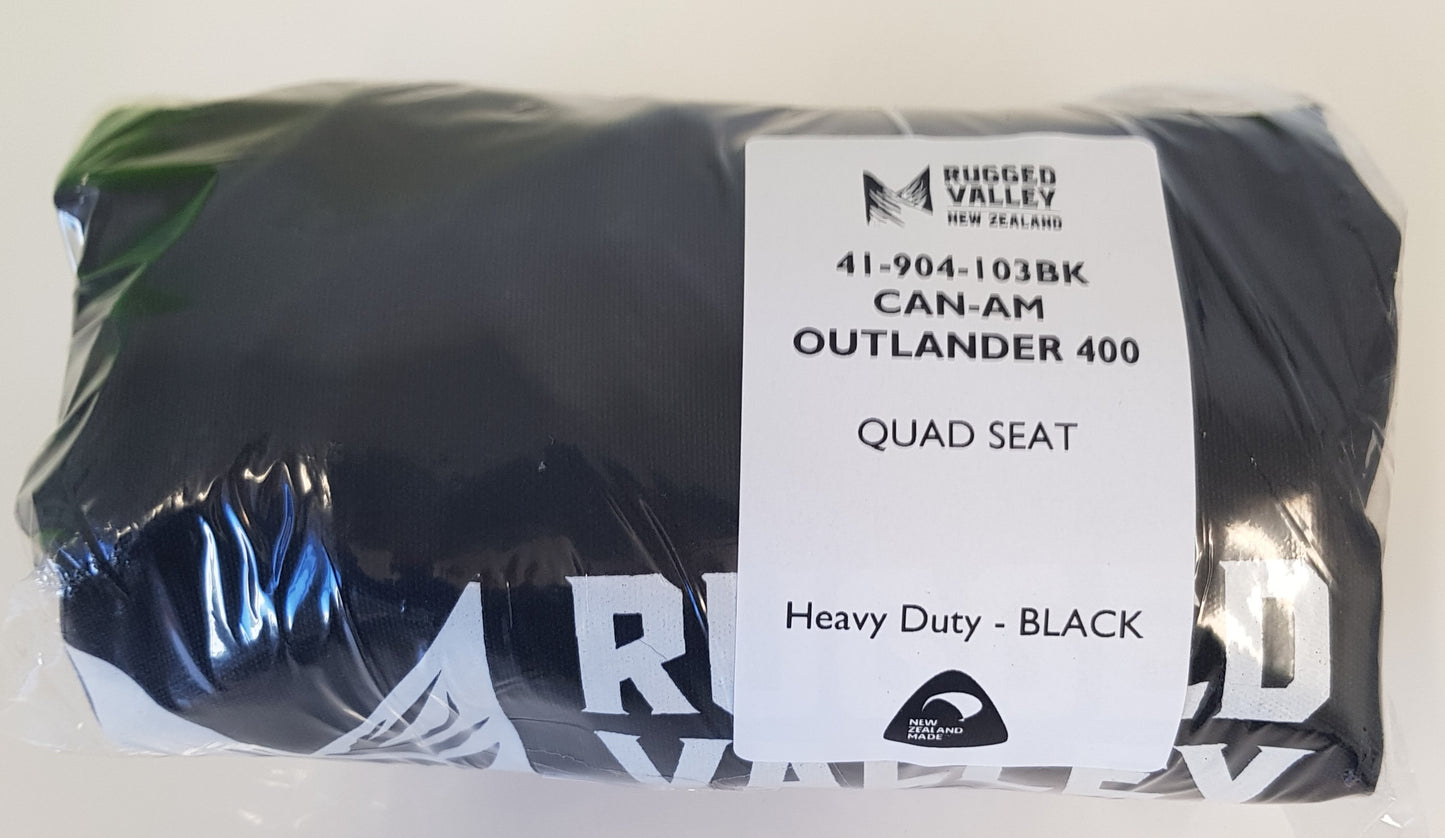 RUGGED
VALLEY
NEW ZEALAND
41-904-103BK
CAN-AM
OUTLANDER 400
QUAD SEAT
Heavy Duty - BLACK
NEW
ZEALAND
MADE
VALLEY